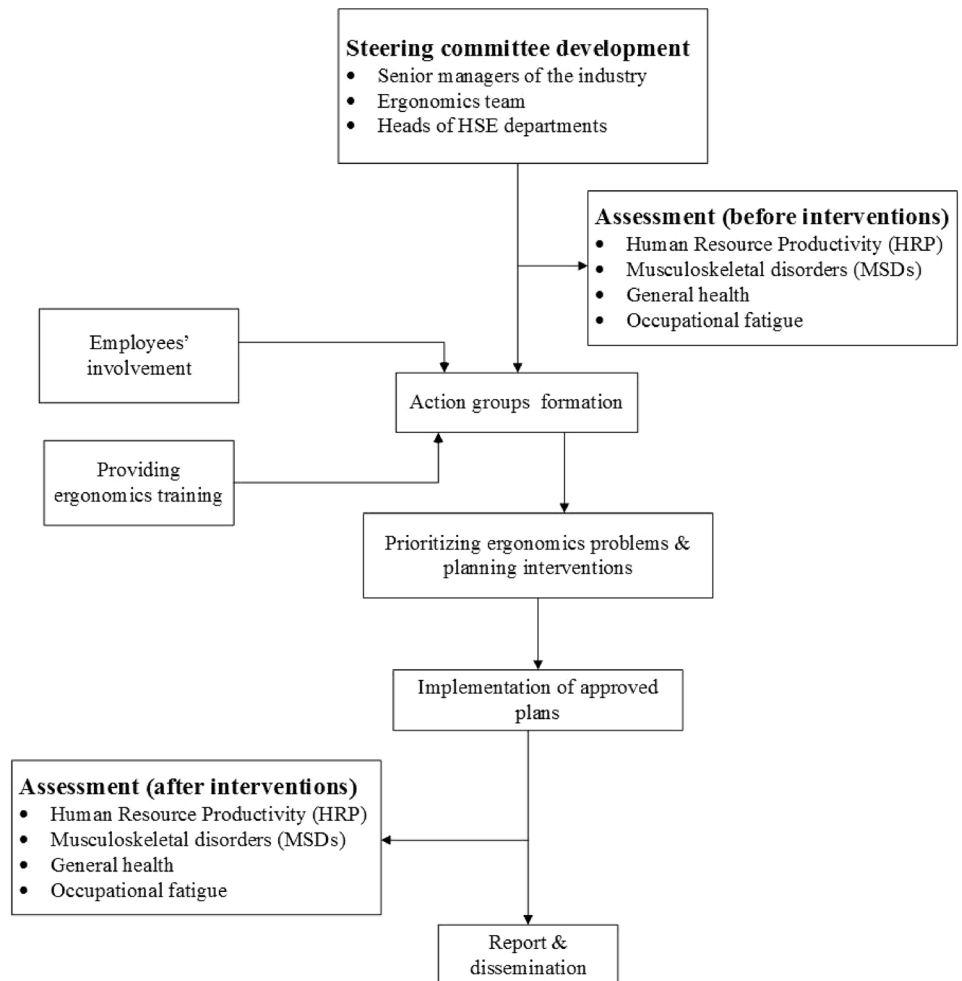 Steering committee development
• Senior managers of the industry
• Ergonomics team
• Heads of HSE departments
Assessment (before interventions)
• Human Resource Productivity (HRP)
• Musculoskeletal disorders (MSDs)
• General health
• Occupational fatigue
Employees’
involvement
Action groups formation
Providing
ergonomics training
Prioritizing ergonomics problems &
planning interventions
Implementation of approved
plans
Assessment (after interventions)
• Human Resource Productivity (HRP)
• Musculoskeletal disorders (MSDs)
• General health
• Occupational fatigue
Report &
dissemination